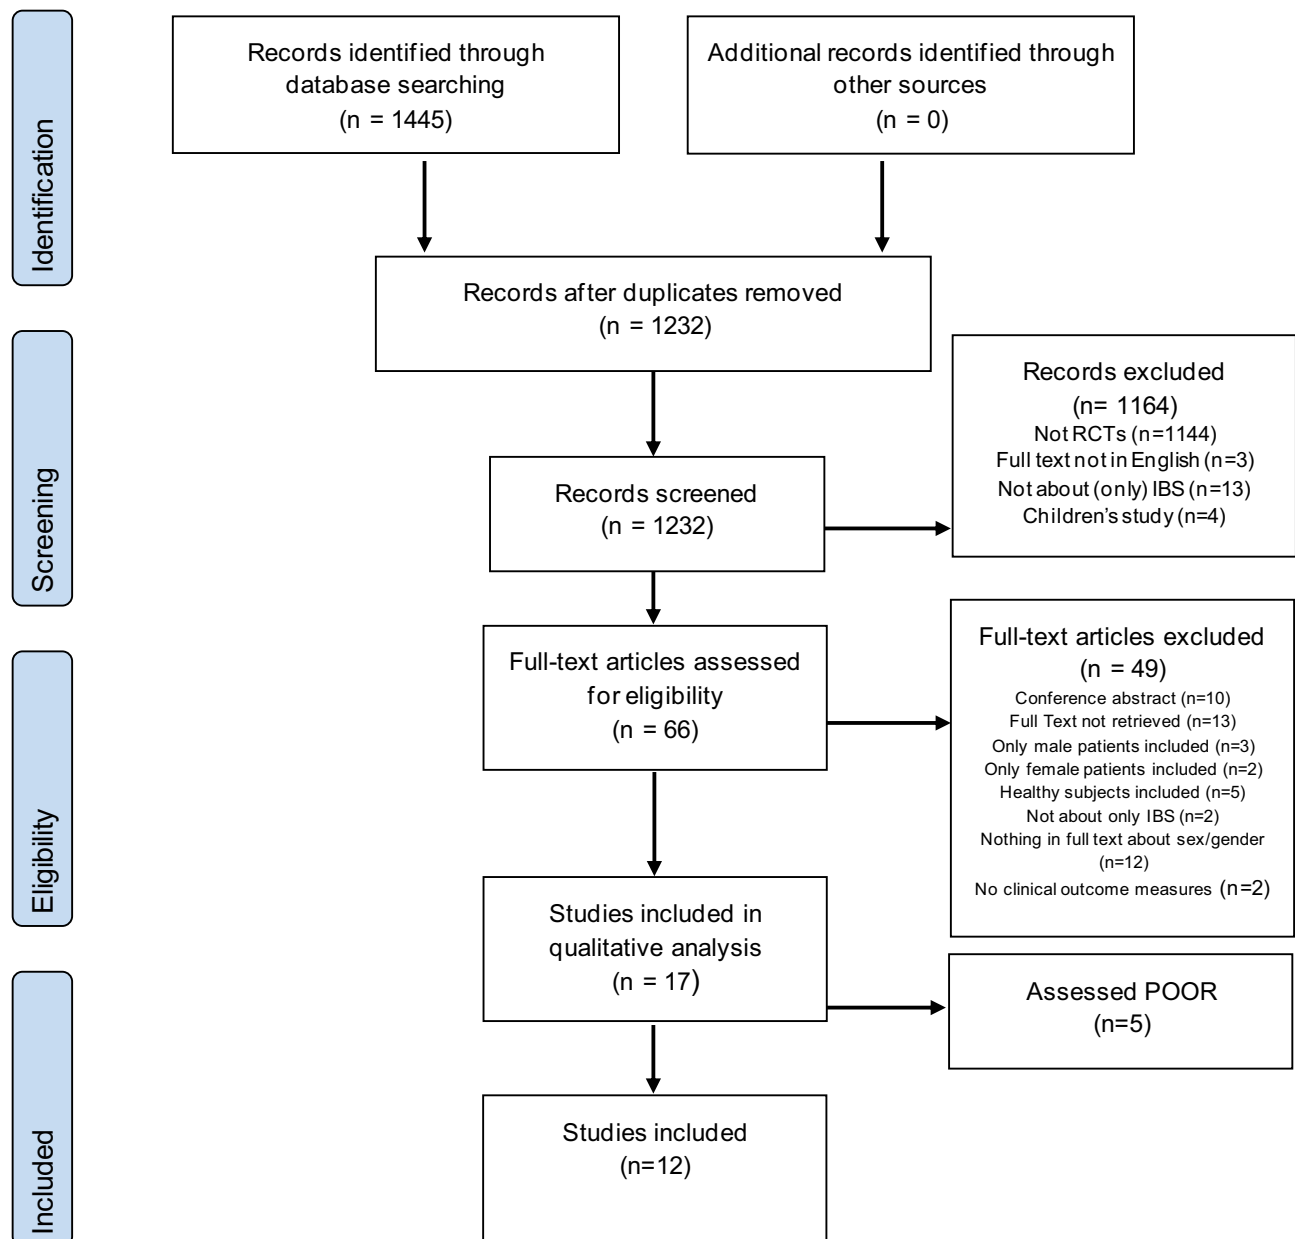 Identification
Records identified through
database searching
(n = 1445)
Additional records identified through
other sources
(n = 0)
Records after duplicates removed
(n = 1232)
Screening
Records screened
(n = 1232)
Records excluded
(n= 1164)
Not RCTs (n=1144)
Full text not in English (n=3)
Not about (only) IBS (n=13)
Children's study (n=4)
Eligibility
Full-text articles assessed
for eligibility
(n = 66)
Full-text articles excluded
(n = 49)
Conference abstract (n=10)
Full Text not retrieved (n=13)
Only male patients included (n=3)
Only female patients included (n=2)
Healthy subjects included (n=5)
Not about only IBS (n=2)
Nothing in full text about sex/gender
(n=12)
No clinical outcome measures (n=2)
Studies included in
qualitative analysis
(n = 17)
Assessed POOR
(n=5)
Included
Studies included
(n=12)